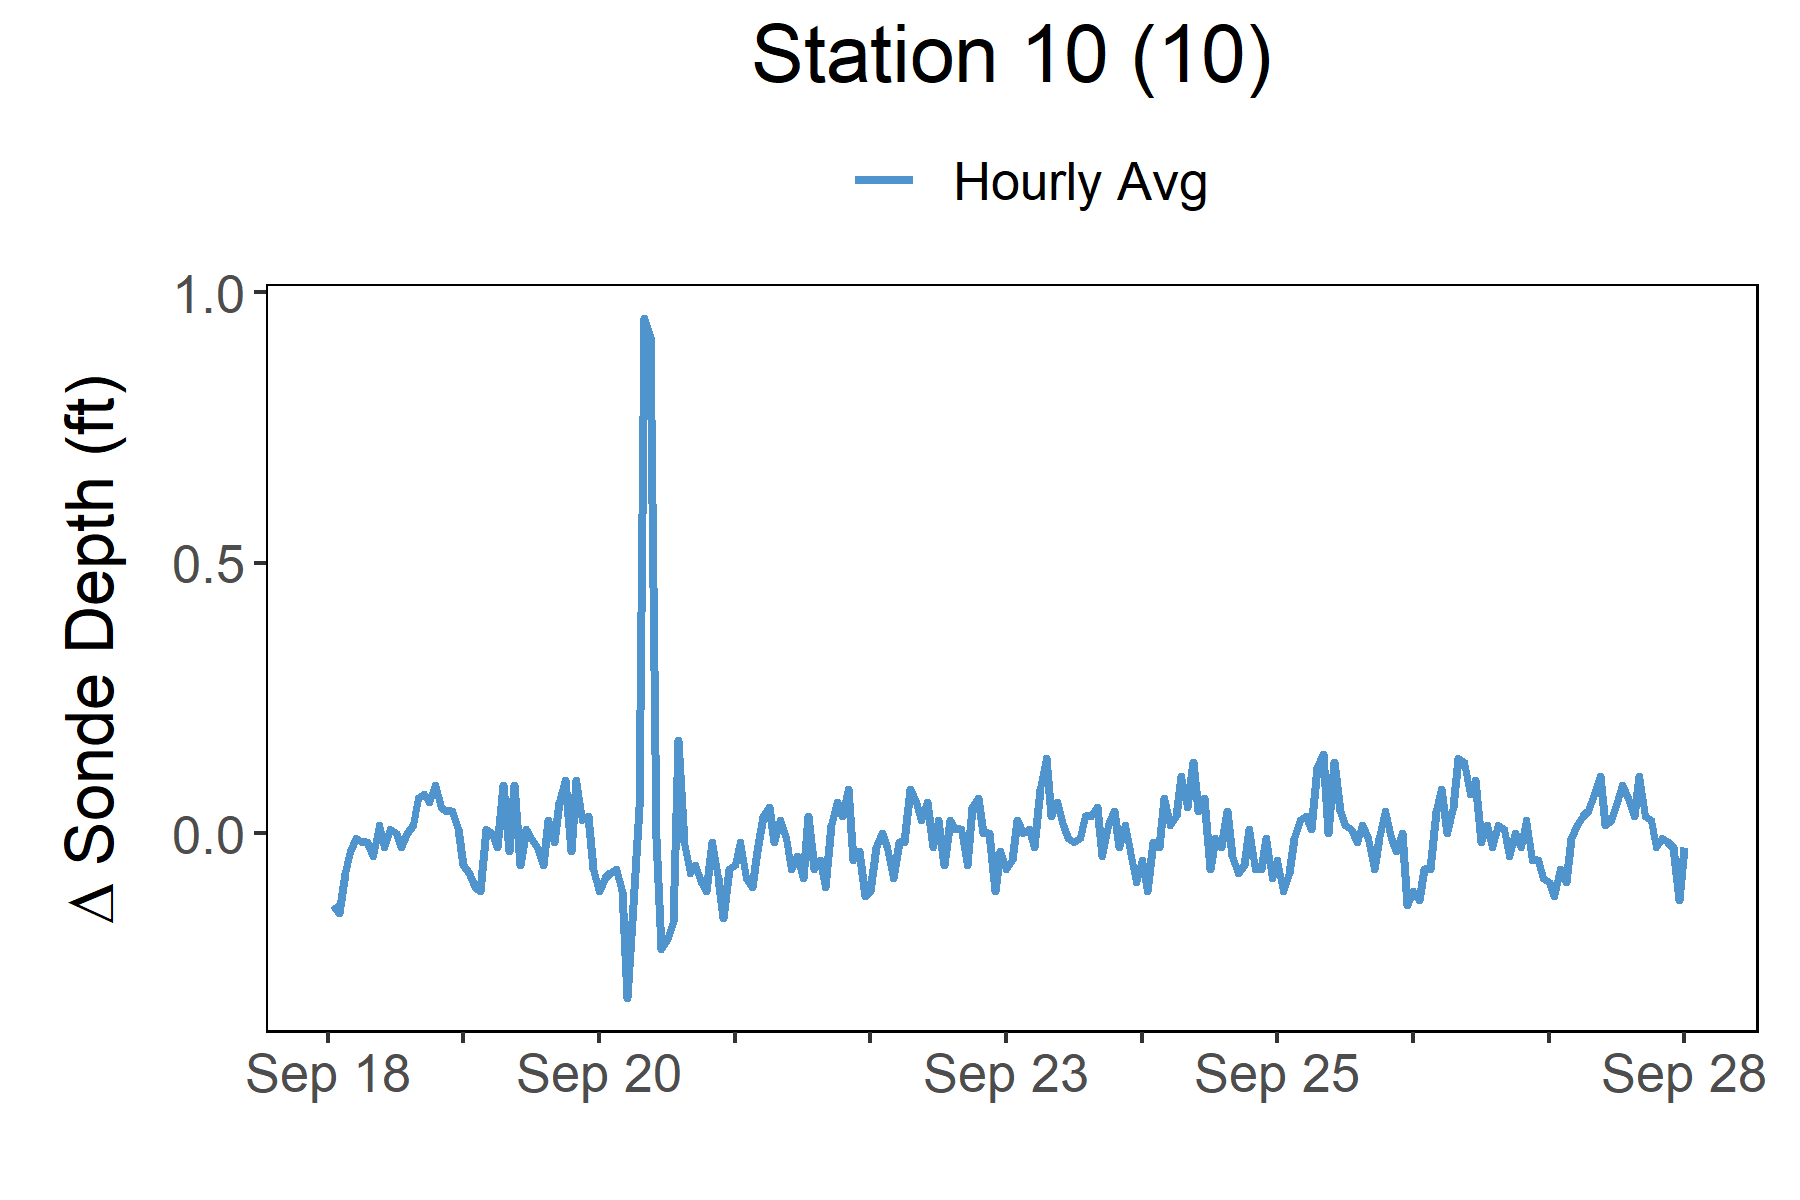 Station 10 (10)
Hourly Avg
Δ Sonde Depth (ft)
1.0
0.5
0.0
Sep 18 Sep 20 Sep 23 Sep 25 Sep 28